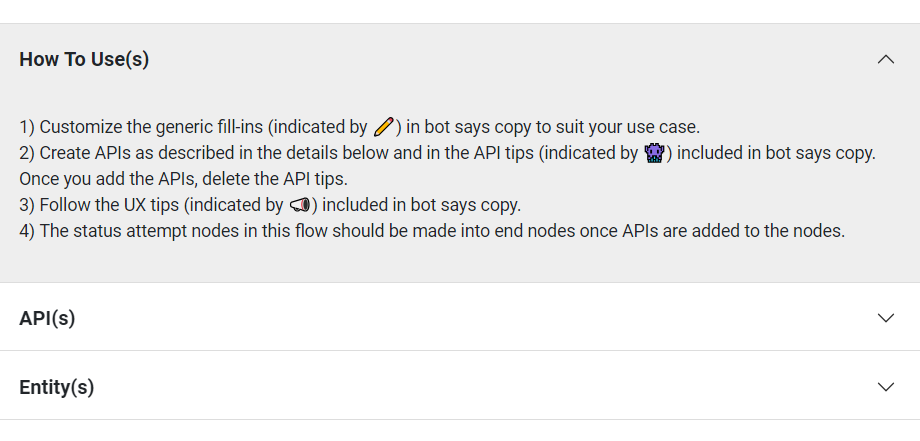 How To Use(s)
1) Customize the generic fill-ins (indicated by ✏️) in bot says copy to suit your use case.
2) Create APIs as described in the details below and in the API tips (indicated by 👾) included in bot says copy.
Once you add the APIs, delete the API tips.
3) Follow the UX tips (indicated by 📣) included in bot says copy.
4) The status attempt nodes in this flow should be made into end nodes once APIs are added to the nodes.
API(s)
Entity(s)